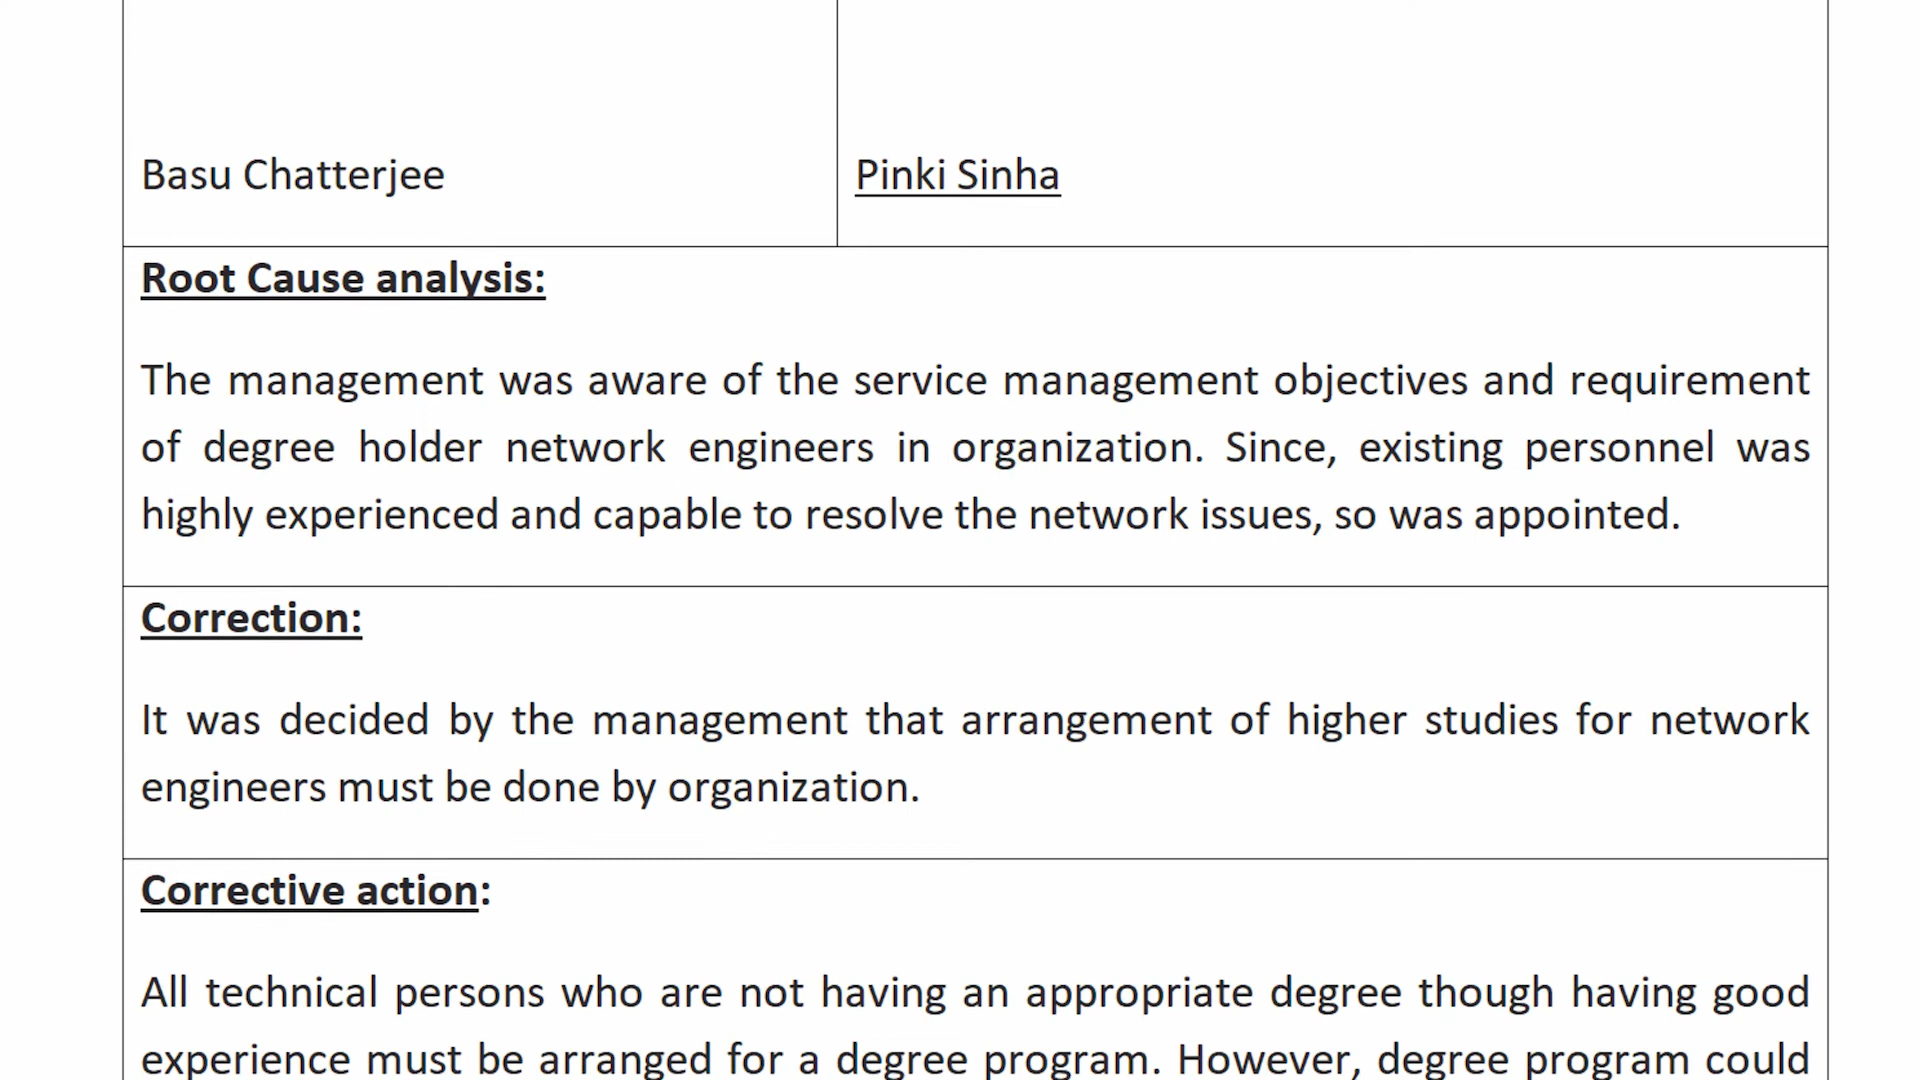 Basu Chatterjee
Pinki Sinha
Root Cause analysis:
The management was aware of the service management objectives and requirement
of degree holder network engineers in organization. Since, existing personnel was
highly experienced and capable to resolve the network issues, so was appointed.
Correction:
It was decided by the management that arrangement of higher studies for network
engineers must be done by organization.
Corrective action:
All technical persons who are not having an appropriate degree though having good
experience must be arranged for a degree program. However, degree program could